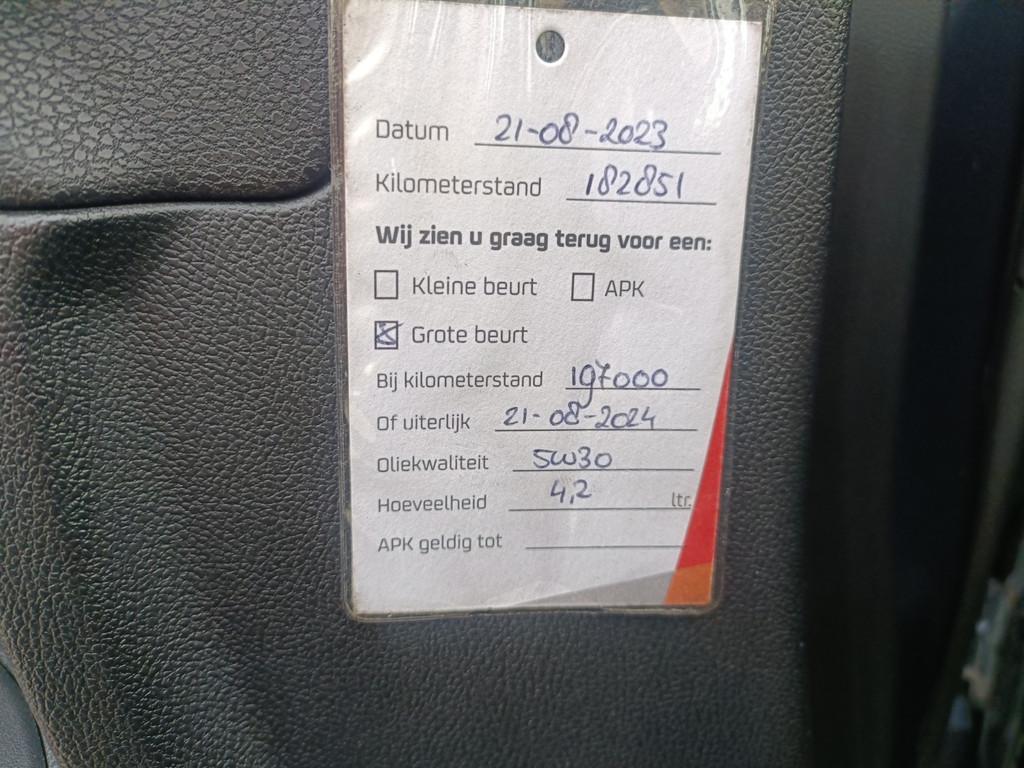 Datum 21-08-2023
Kilometerstand 182851
Wij zien u graag terug voor een:
Kleine beurt APK
Grote beurt
Bij kilometerstand 197000
Of uiterlijk 21-08-2024
Oliekwaliteit 5W30
Hoeveelheid 4,2 ltr.
APK geldig tot